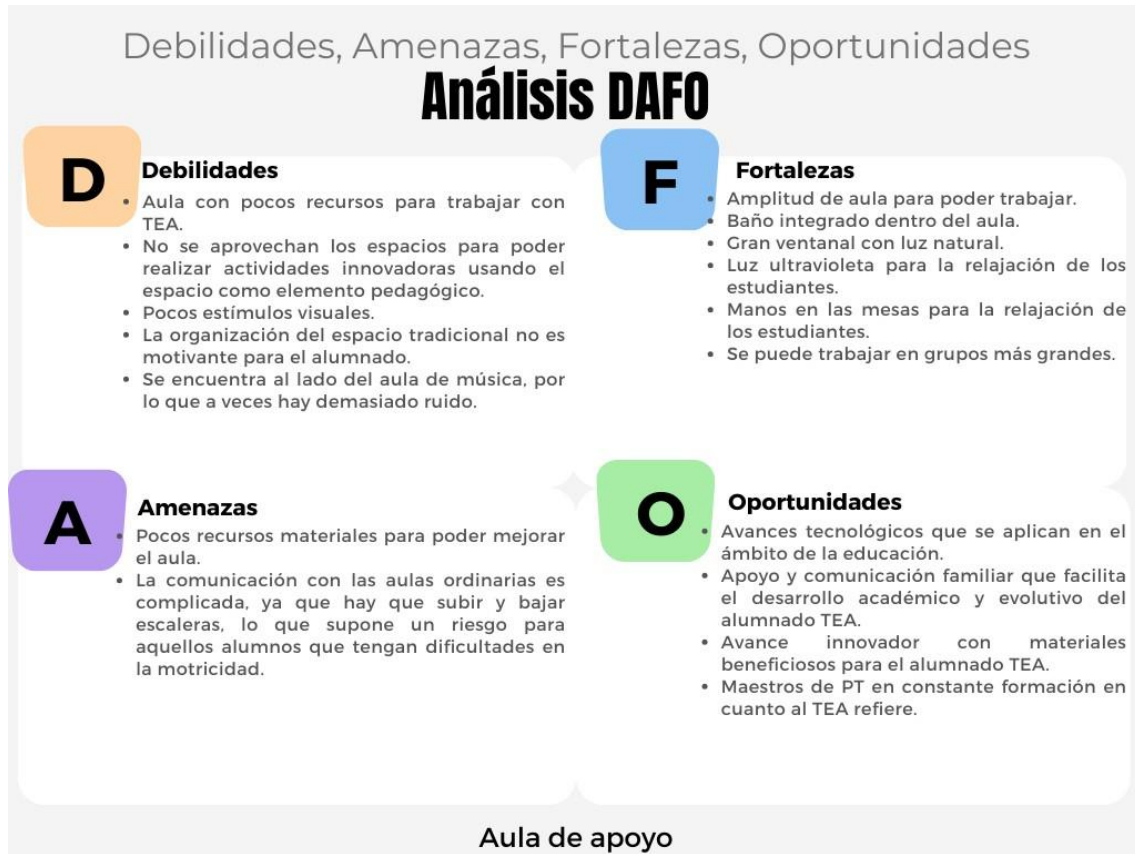 Debilidades, Amenazas, Fortalezas, Oportunidades
Análisis DAFO
D
Debilidades
• Aula con pocos recursos para trabajar con
TEA.
• No se aprovechan los espacios para poder
realizar actividades innovadoras usando el
espacio como elemento pedagógico.
• Pocos estímulos visuales.
• La organización del espacio tradicional no es
motivante para el alumnado.
• Se encuentra al lado del aula de música, por
lo que a veces hay demasiado ruido.
F
Fortalezas
• Amplitud de aula para poder trabajar.
• Baño integrado dentro del aula.
• Gran ventanal con luz natural.
• Luz ultravioleta para la relajación de los
estudiantes.
• Manos en las mesas para la relajación de
los estudiantes.
• Se puede trabajar en grupos más grandes.
A
Amenazas
• Pocos recursos materiales para poder mejorar
el aula.
• La comunicación con las aulas ordinarias es
complicada, ya que hay que subir y bajar
escaleras, lo que supone un riesgo para
aquellos alumnos que tengan dificultades en
la motricidad.
O
Oportunidades
• Avances tecnológicos que se aplican en el
ámbito de la educación.
• Apoyo y comunicación familiar que facilita
el desarrollo académico y evolutivo del
alumnado TEA.
• Avance innovador con materiales
beneficiosos para el alumnado TEA.
• Maestros de PT en constante formación en
cuanto al TEA refiere.
Aula de apoyo